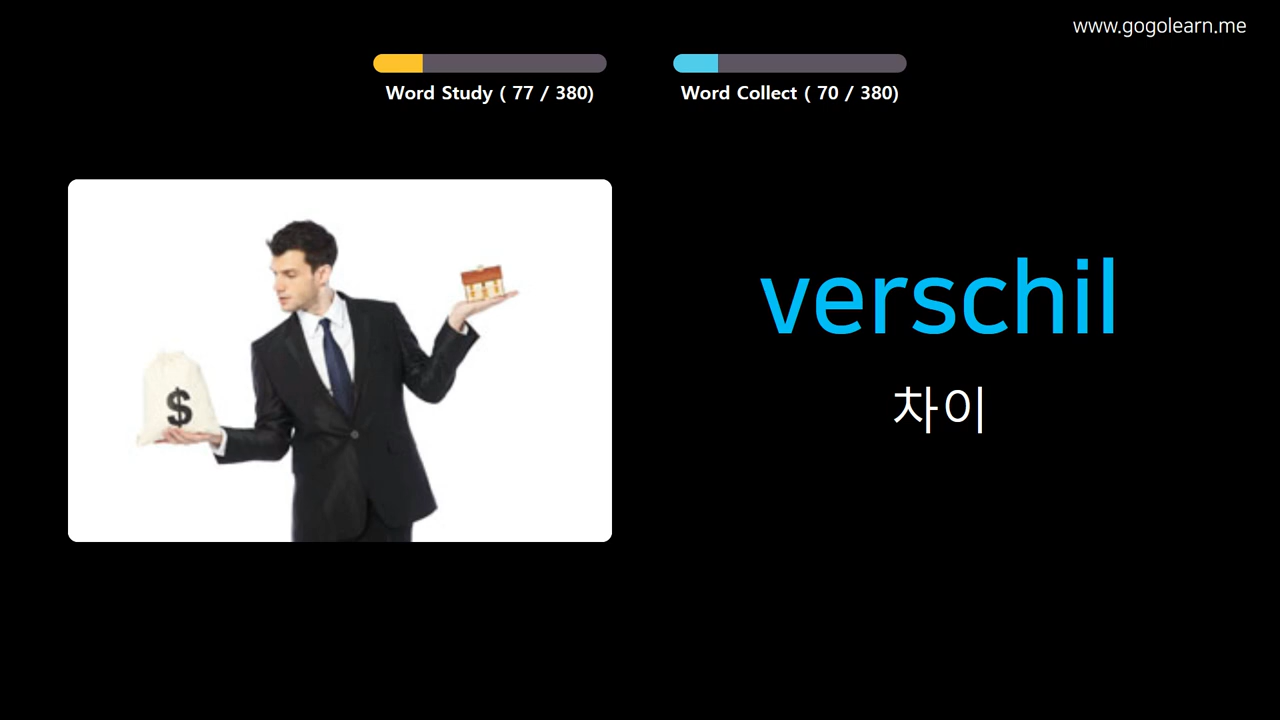 www.gogolearn.me
Word Study ( 77 / 380)
Word Collect ( 70 / 380)
$
verschil
차이